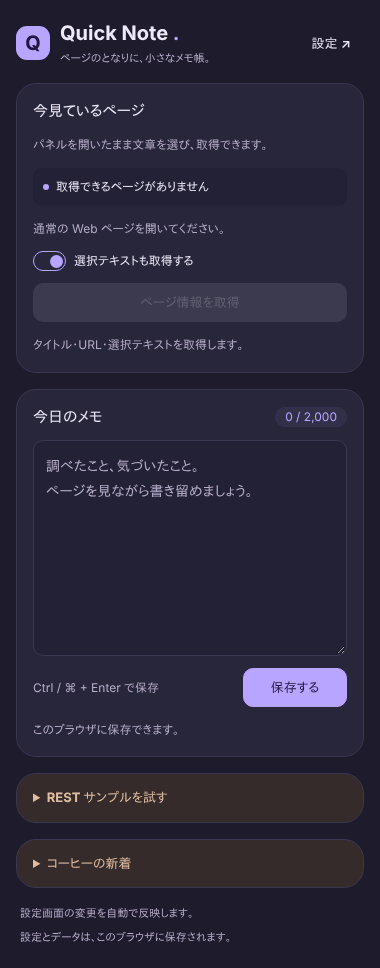 Q
Quick Note .
ページのとなりに、小さなメモ帳。
設定 ↗
今見ているページ
パネルを開いたまま文章を選び、取得できます。
取得できるページがありません
通常の Web ページを開いてください。
選択テキストも取得する
ページ情報を取得
タイトル・URL・選択テキストを取得します。
今日のメモ
0 / 2,000
調べたこと、気づいたこと。
ページを見ながら書き留めましょう。
Ctrl / ⌘ + Enter で保存
保存する
このブラウザに保存できます。
▶ REST サンプルを試す
▶ コーヒーの新着
設定画面の変更を自動で反映します。
設定とデータは、このブラウザに保存されます。